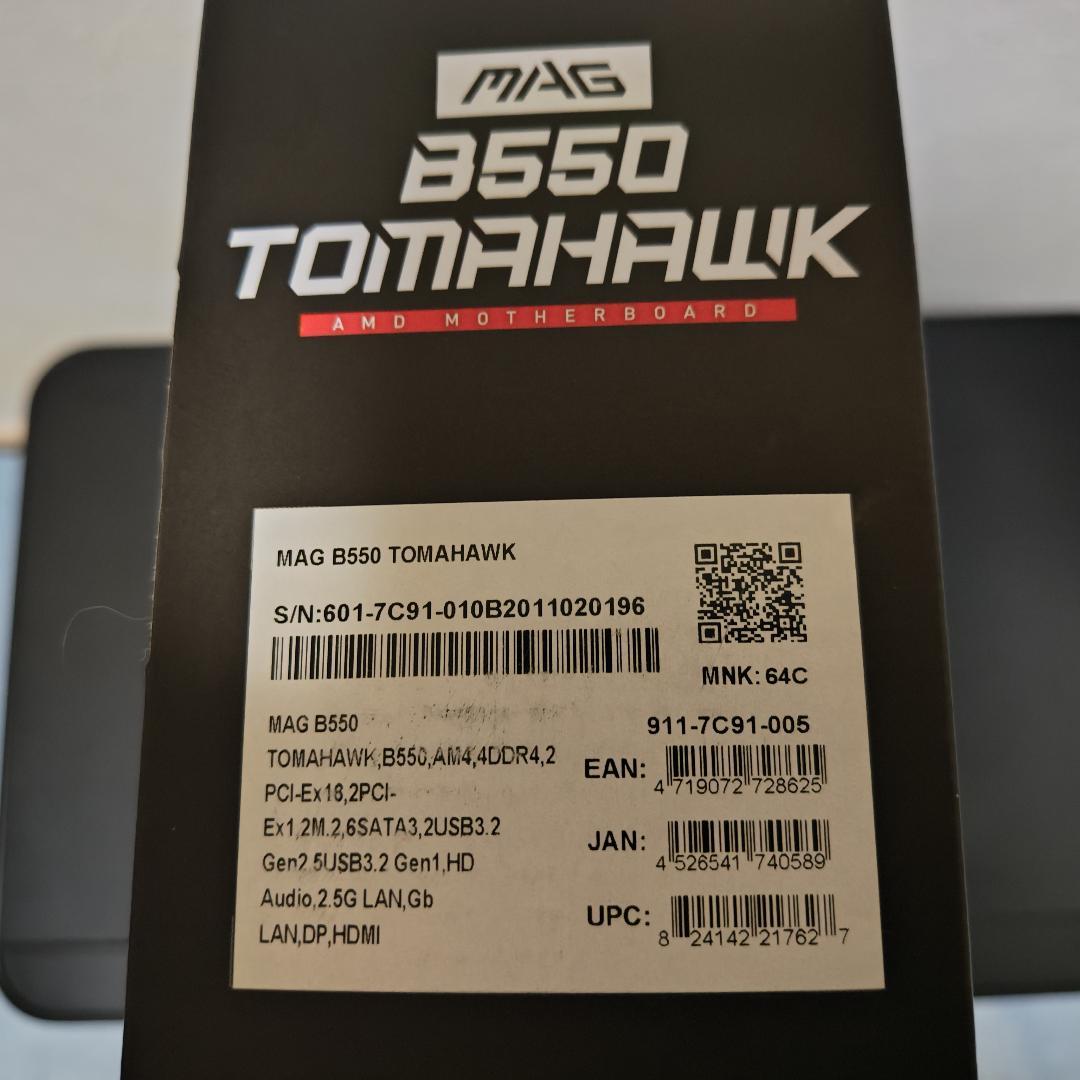 MAG
B550
TOMAHAWK
AMD MOTHERBOARD
MAG B550 TOMAHAWK
S/N:601-7C91-010B2011020196
MNK: 64C
MAG B550
TOMAHAWK,B550,AM4,4DDR4,2
PCI-Ex16,2PCI-
Ex1,2M.2,6SATA3,2USB3.2
Gen2,5USB3.2 Gen1,HD
Audio,2.5G LAN,Gb
LAN,DP,HDMI
911-7C91-005
EAN:
4 719072 728625
JAN:
4 526541 740589
UPC:
8 24142 21762 7